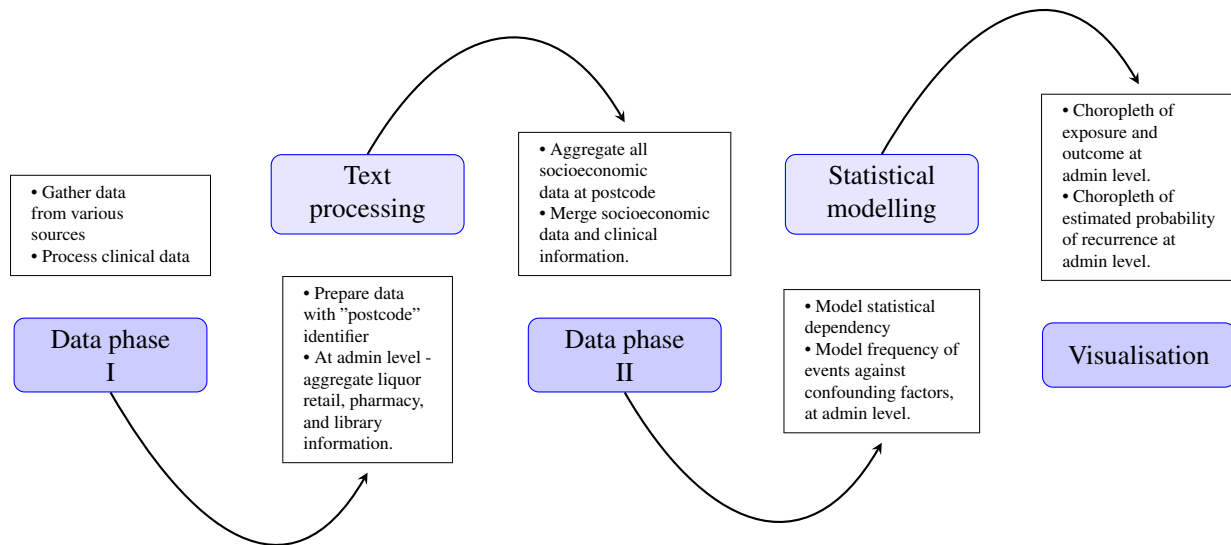 • Gather data
from various
sources
• Process clinical data
Data phase
I
Text
processing
• Prepare data
with ”postcode”
identifier
• At admin level -
aggregate liquor
retail, pharmacy,
and library
information.
• Aggregate all
socioeconomic
data at postcode
• Merge socioeconomic
data and clinical
information.
Data phase
II
Statistical
modelling
• Model statistical
dependency
• Model frequency of
events against
confounding factors,
at admin level.
• Choropleth of
exposure and
outcome at
admin level.
• Choropleth of
estimated probability
of recurrence at
admin level.
Visualisation